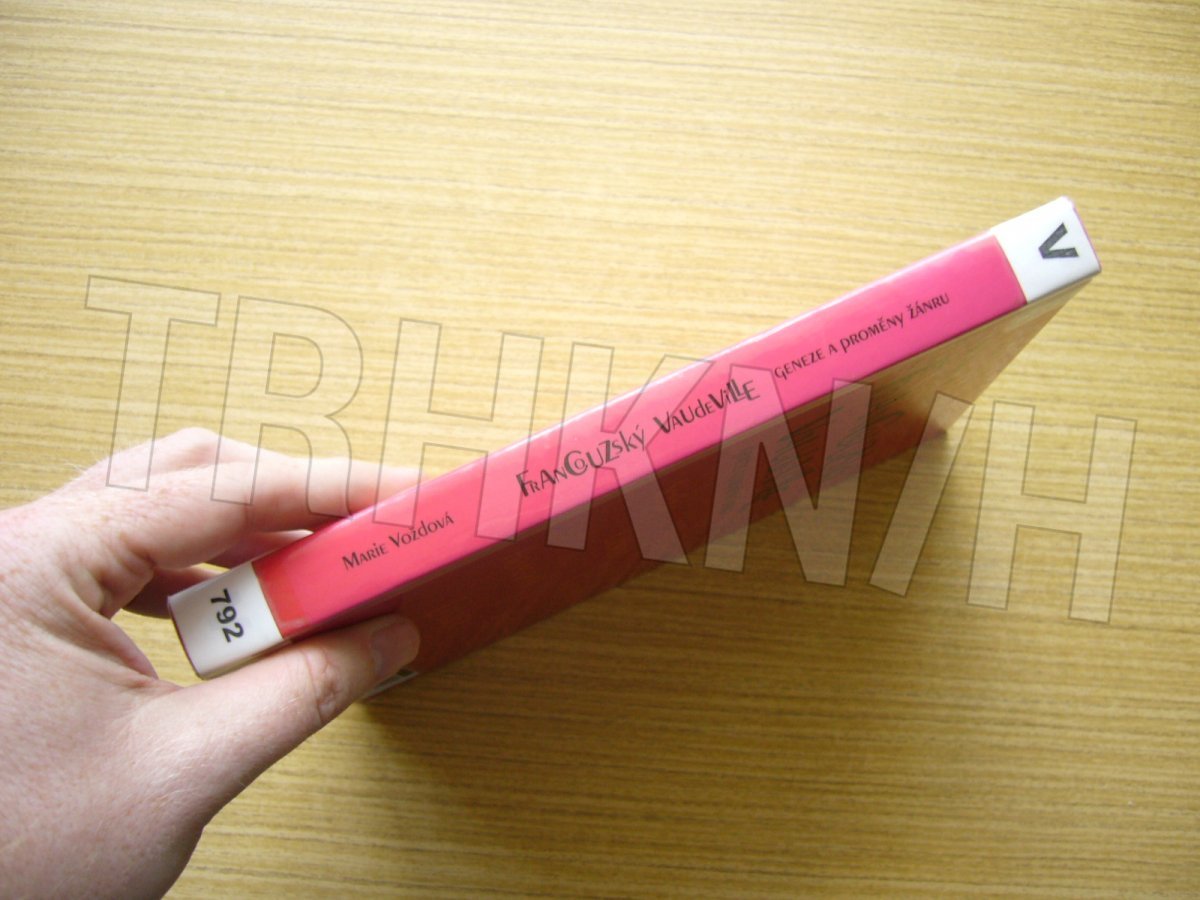 V
TRHKNIH
Marie Voždová FrancouZský VaudeVille geneze a proměny žánru
792